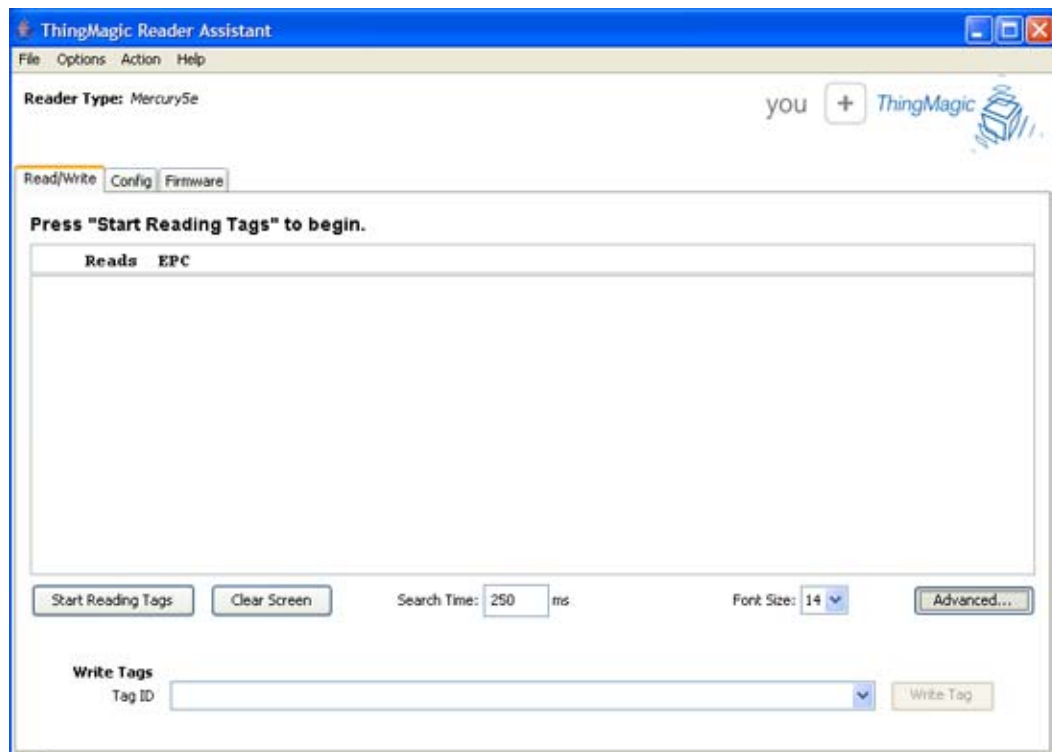 ThingMagic Reader Assistant
File Options Action Help
Reader Type: Mercury5e
you + ThingMagic
Read/Write Config Firmware
Press "Start Reading Tags" to begin.
Reads EPC
Start Reading Tags Clear Screen Search Time: 250 ms Font Size: 14 Advanced...
Write Tags
Tag ID Write Tag